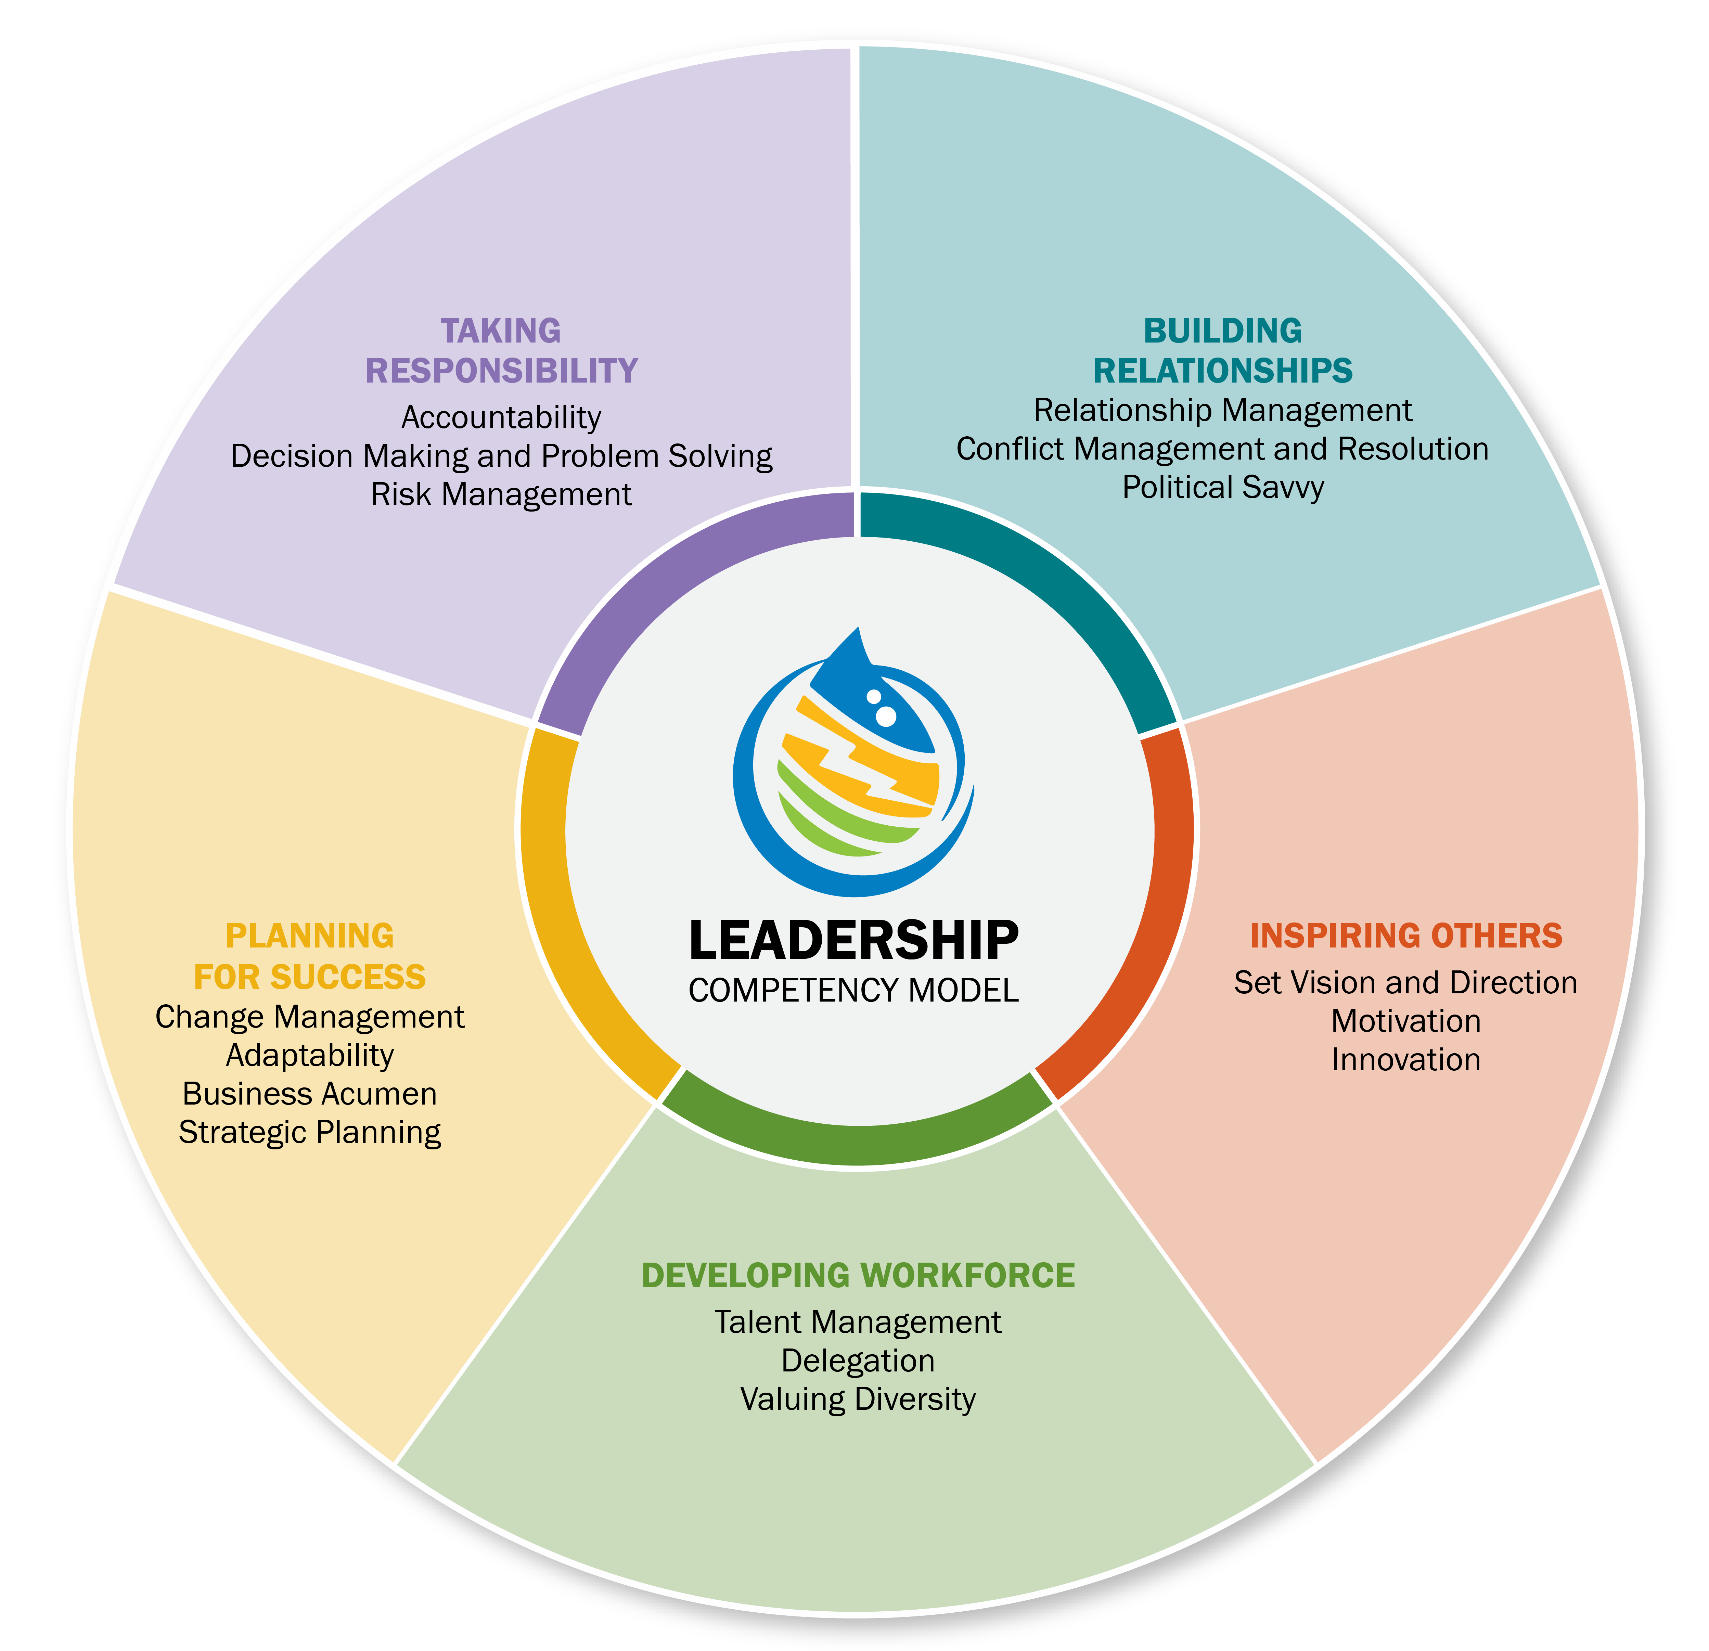 TAKING
RESPONSIBILITY
Accountability
Decision Making and Problem Solving
Risk Management
BUILDING
RELATIONSHIPS
Relationship Management
Conflict Management and Resolution
Political Savvy
LEADERSHIP
COMPETENCY MODEL
PLANNING
FOR SUCCESS
Change Management
Adaptability
Business Acumen
Strategic Planning
INSPIRING OTHERS
Set Vision and Direction
Motivation
Innovation
DEVELOPING WORKFORCE
Talent Management
Delegation
Valuing Diversity